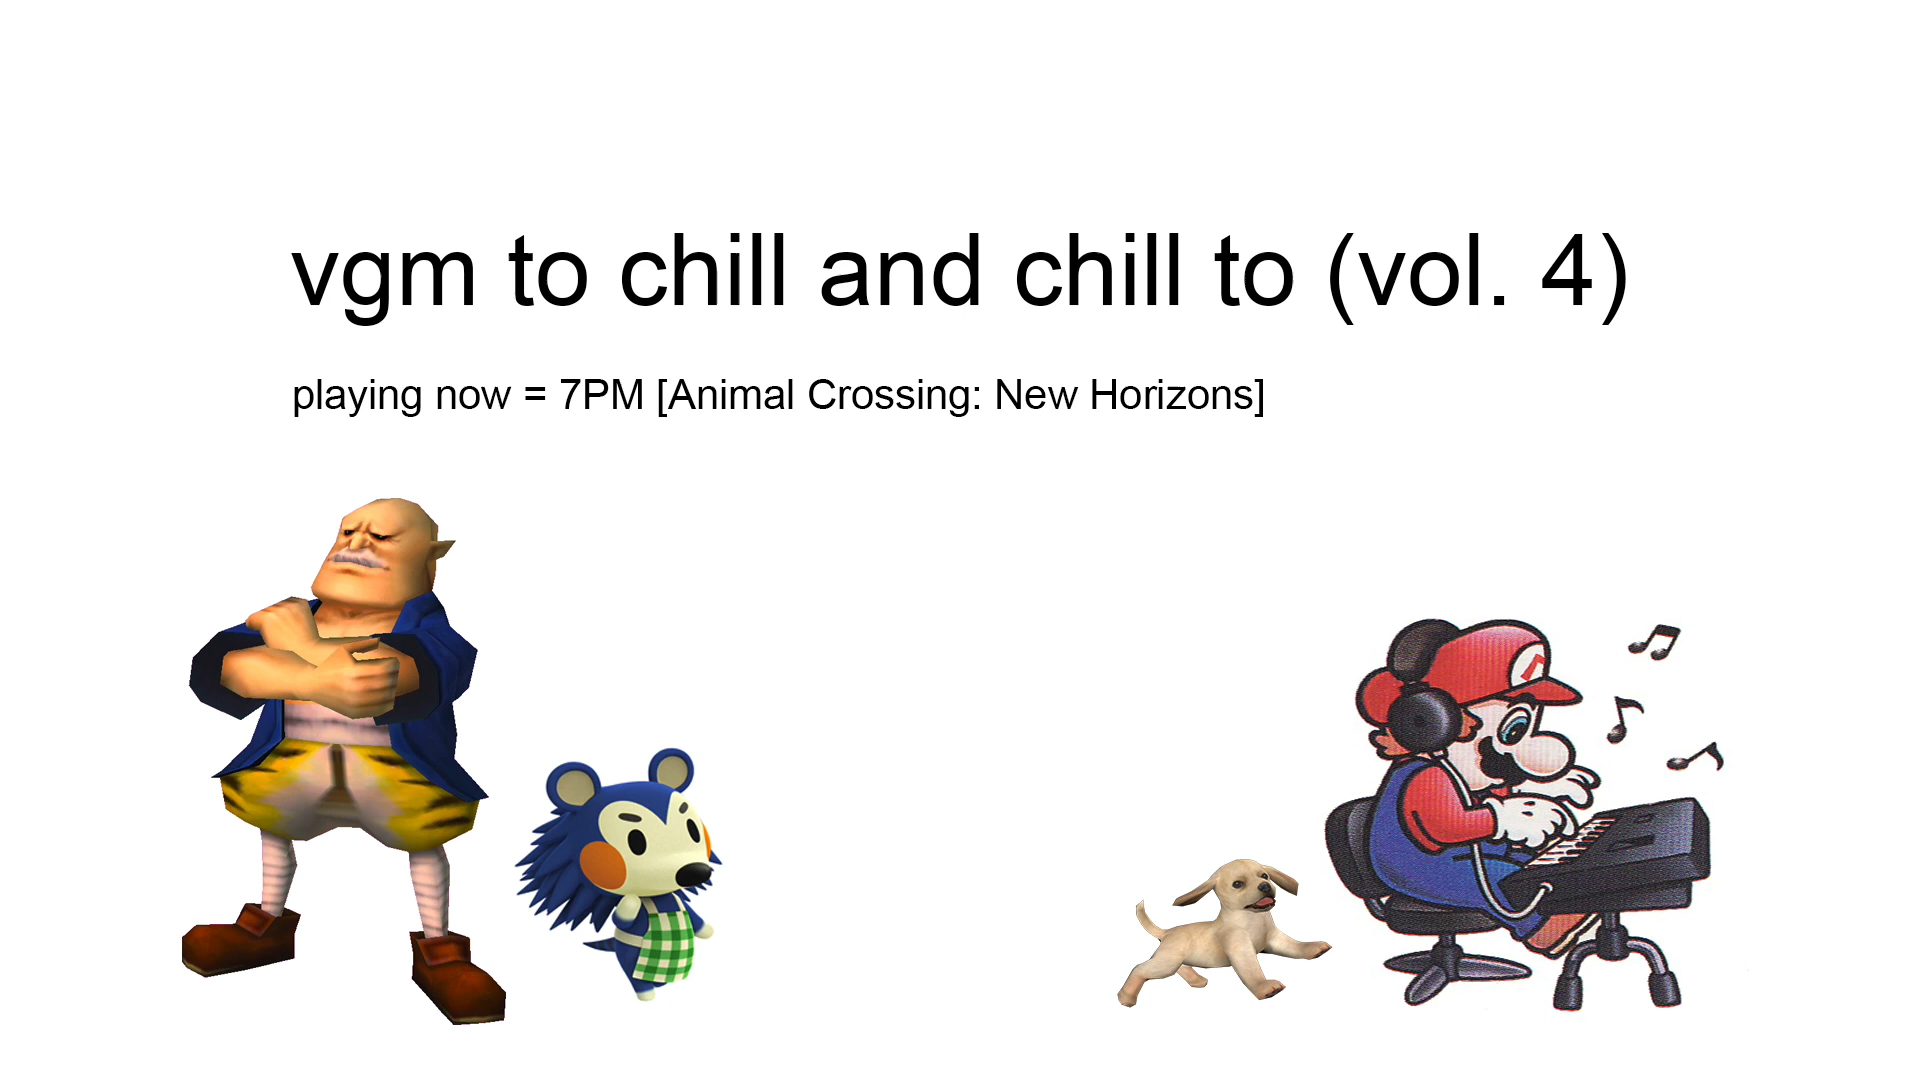 vgm to chill and chill to (vol. 4)
playing now = 7PM [Animal Crossing: New Horizons]